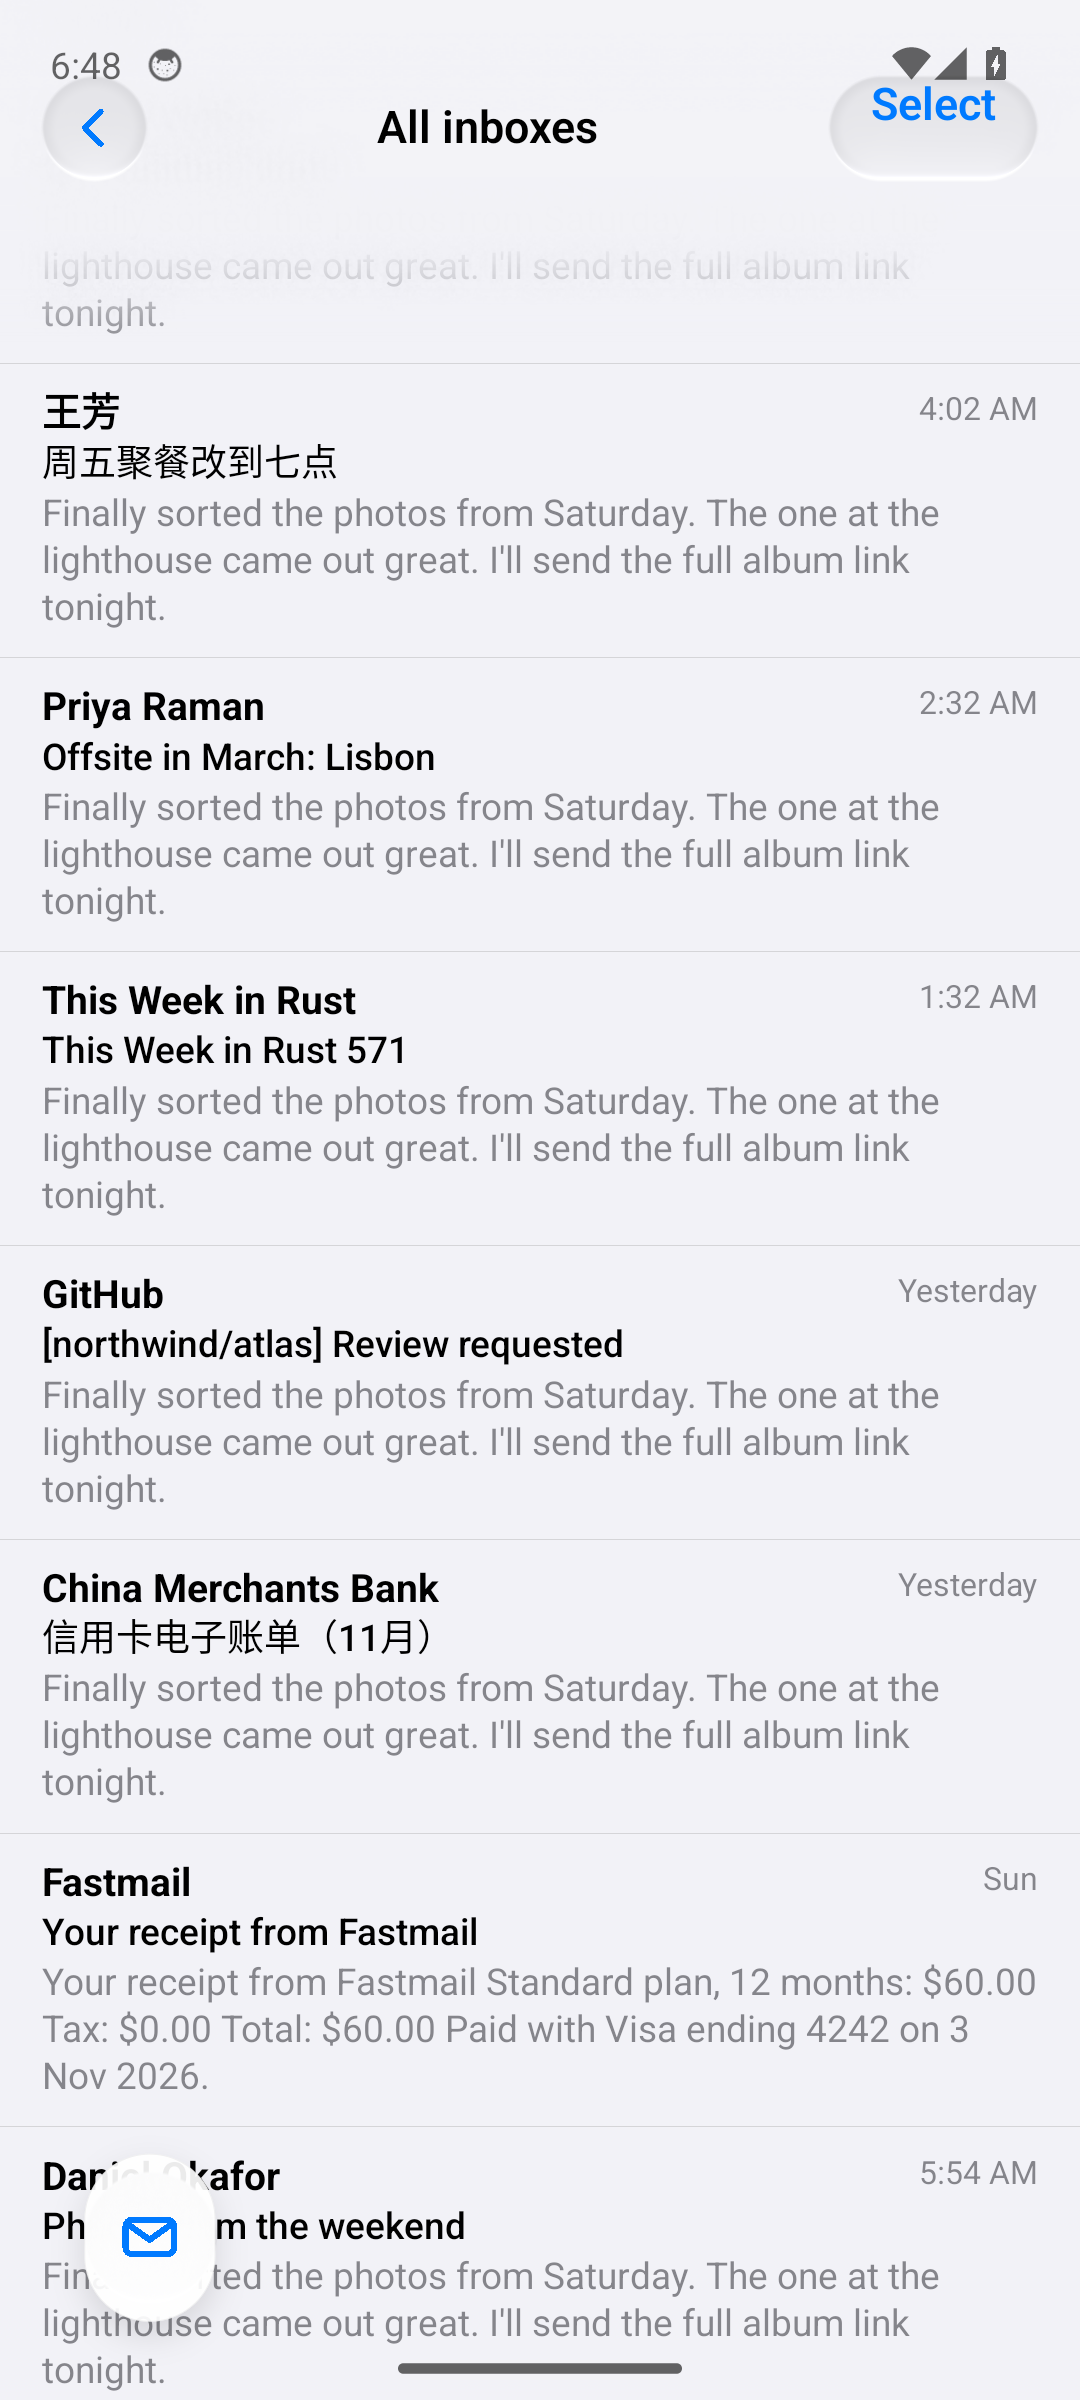 6:48
All inboxes
Select
lighthouse came out great. I'll send the full album link
tonight.
王芳
4:02 AM
周五聚餐改到七点
Finally sorted the photos from Saturday. The one at the
lighthouse came out great. I'll send the full album link
tonight.
Priya Raman
2:32 AM
Offsite in March: Lisbon
Finally sorted the photos from Saturday. The one at the
lighthouse came out great. I'll send the full album link
tonight.
This Week in Rust
1:32 AM
This Week in Rust 571
Finally sorted the photos from Saturday. The one at the
lighthouse came out great. I'll send the full album link
tonight.
GitHub
Yesterday
[northwind/atlas] Review requested
Finally sorted the photos from Saturday. The one at the
lighthouse came out great. I'll send the full album link
tonight.
China Merchants Bank
Yesterday
信用卡电子账单（11月）
Finally sorted the photos from Saturday. The one at the
lighthouse came out great. I'll send the full album link
tonight.
Fastmail
Sun
Your receipt from Fastmail
Your receipt from Fastmail Standard plan, 12 months: $60.00
Tax: $0.00 Total: $60.00 Paid with Visa ending 4242 on 3
Nov 2026.
Daniel Okafor
5:54 AM
the weekend
the photos from Saturday. The one at the
lighthouse came out great. I'll send the full album link
tonight.